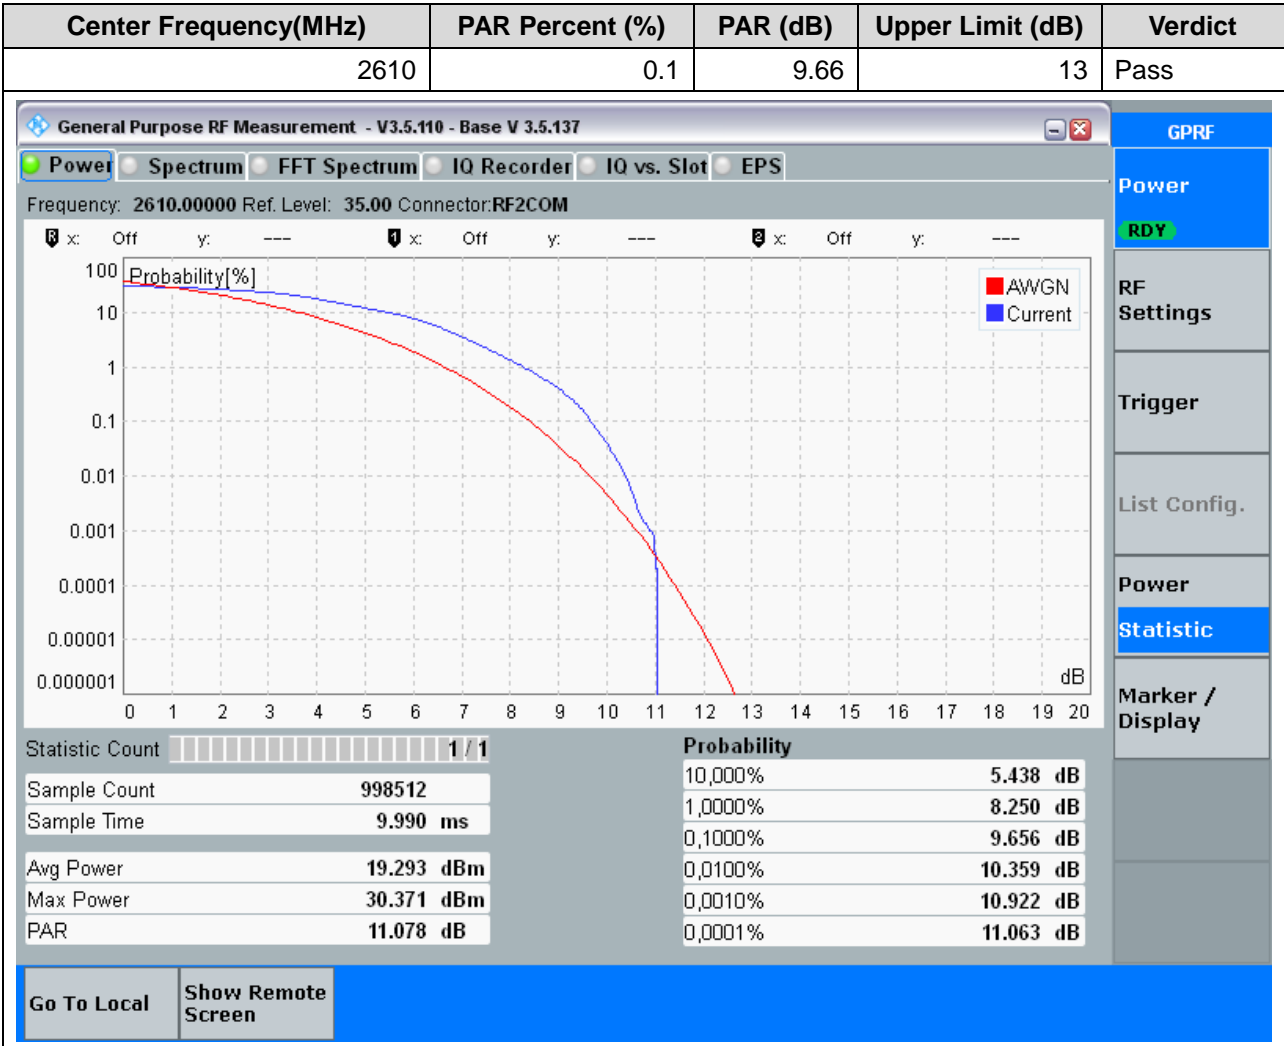 Center Frequency(MHz) PAR Percent (%) PAR (dB) Upper Limit (dB) Verdict
2610 0.1 9.66 13 Pass
General Purpose RF Measurement - V3.5.110 - Base V 3.5.137
GPRF
Power Spectrum FFT Spectrum IQ Recorder IQ vs. Slot EPS
Frequency: 2610.00000 Ref. Level: 35.00 Connector:RF2COM
R x: Off y: --- 1 x: Off y: --- 2 x: Off y: ---
Probability[%]
AWGN
Current
100
10
1
0.1
0.01
0.001
0.0001
0.00001
0.000001
dB
0 1 2 3 4 5 6 7 8 9 10 11 12 13 14 15 16 17 18 19 20
Statistic Count 1 / 1
Sample Count 998512
Sample Time 9.990 ms
Avg Power 19.293 dBm
Max Power 30.371 dBm
PAR 11.078 dB
Probability
10,000% 5.438 dB
1,0000% 8.250 dB
0,1000% 9.656 dB
0,0100% 10.359 dB
0,0010% 10.922 dB
0,0001% 11.063 dB
Power
RDY
RF
Settings
Trigger
List Config.
Power
Statistic
Marker /
Display
Go To Local
Show Remote
Screen